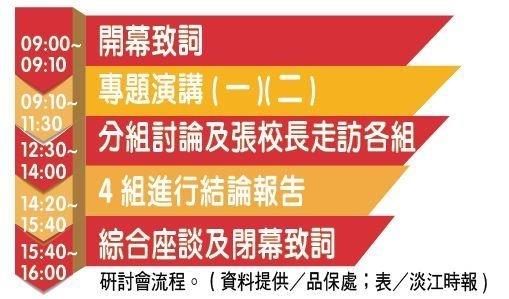 09:00~
09:10
開幕致詞
09:10~
11:30
專題演講(一)(二)
12:30~
14:00
分組討論及張校長走訪各組
14:20~
15:40
4組進行結論報告
15:40~
16:00
綜合座談及閉幕致詞
研討會流程。(資料提供/品保處;表/淡江時報)